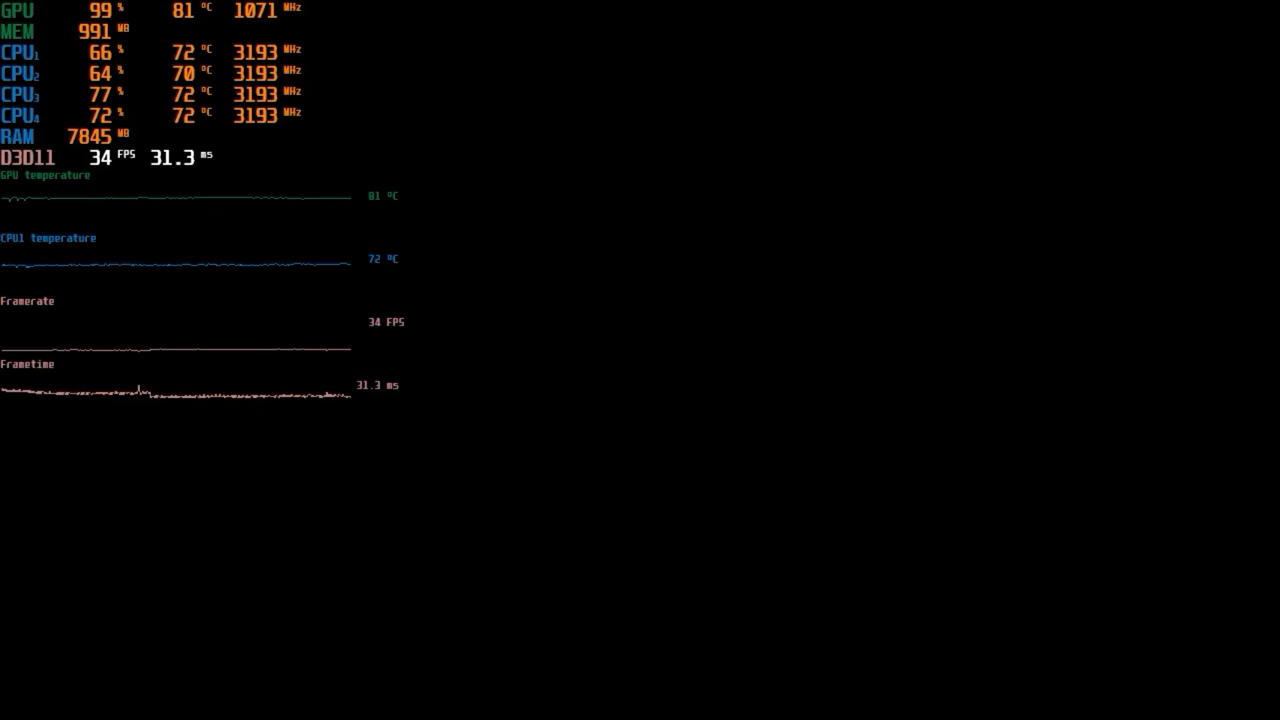 GPU 99 % 81 °C 1071 MHz
MEM 991 MB
CPU1 66 % 72 °C 3193 MHz
CPU2 64 % 70 °C 3193 MHz
CPU3 77 % 72 °C 3193 MHz
CPU4 72 % 72 °C 3193 MHz
RAM 7845 MB
D3D11 34 FPS 31.3 ms
GPU temperature
81 °C
CPU1 temperature
72 °C
Framerate
34 FPS
Frametime
31.3 ms